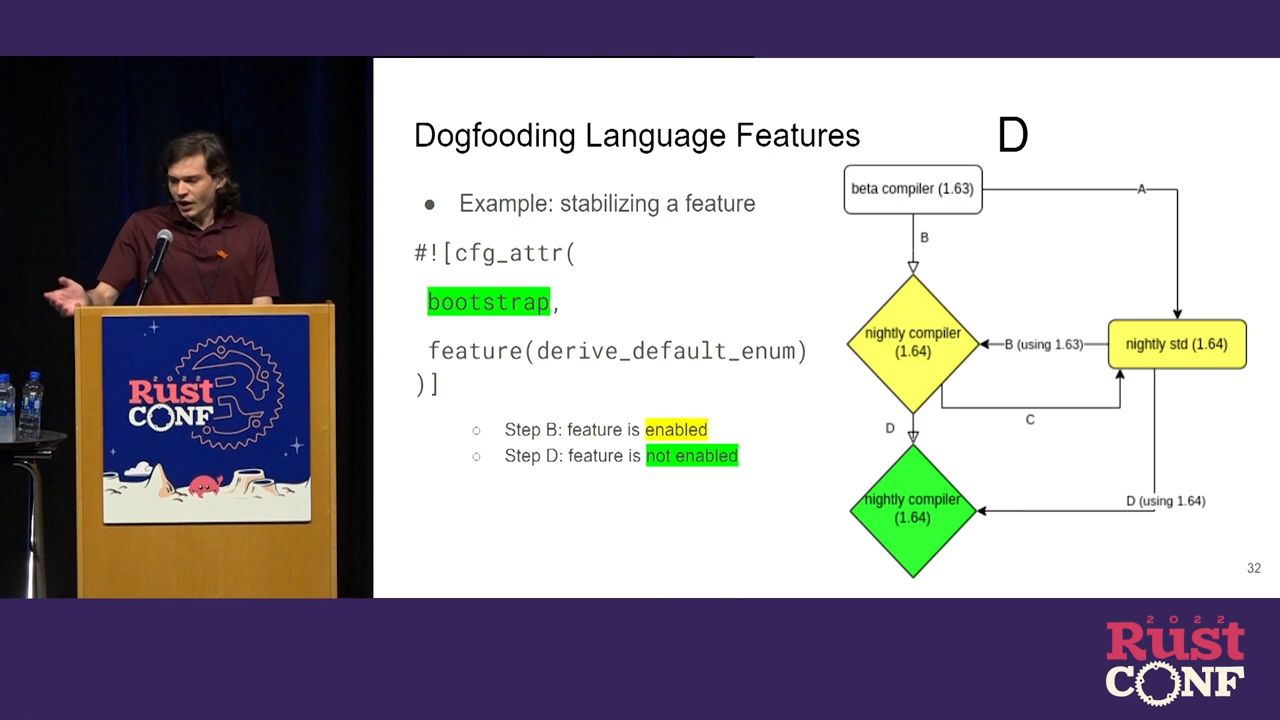 Dogfooding Language Features
D
● Example: stabilizing a feature
#![cfg_attr(
bootstrap,
feature(derive_default_enum)
)]
○ Step B: feature is enabled
○ Step D: feature is not enabled
beta compiler (1.63)
A
B
nightly compiler
(1.64)
B (using 1.63)
nightly std (1.64)
C
D
nightly compiler
(1.64)
D (using 1.64)
32
2022
Rust
CONF
2022
Rust
CONF